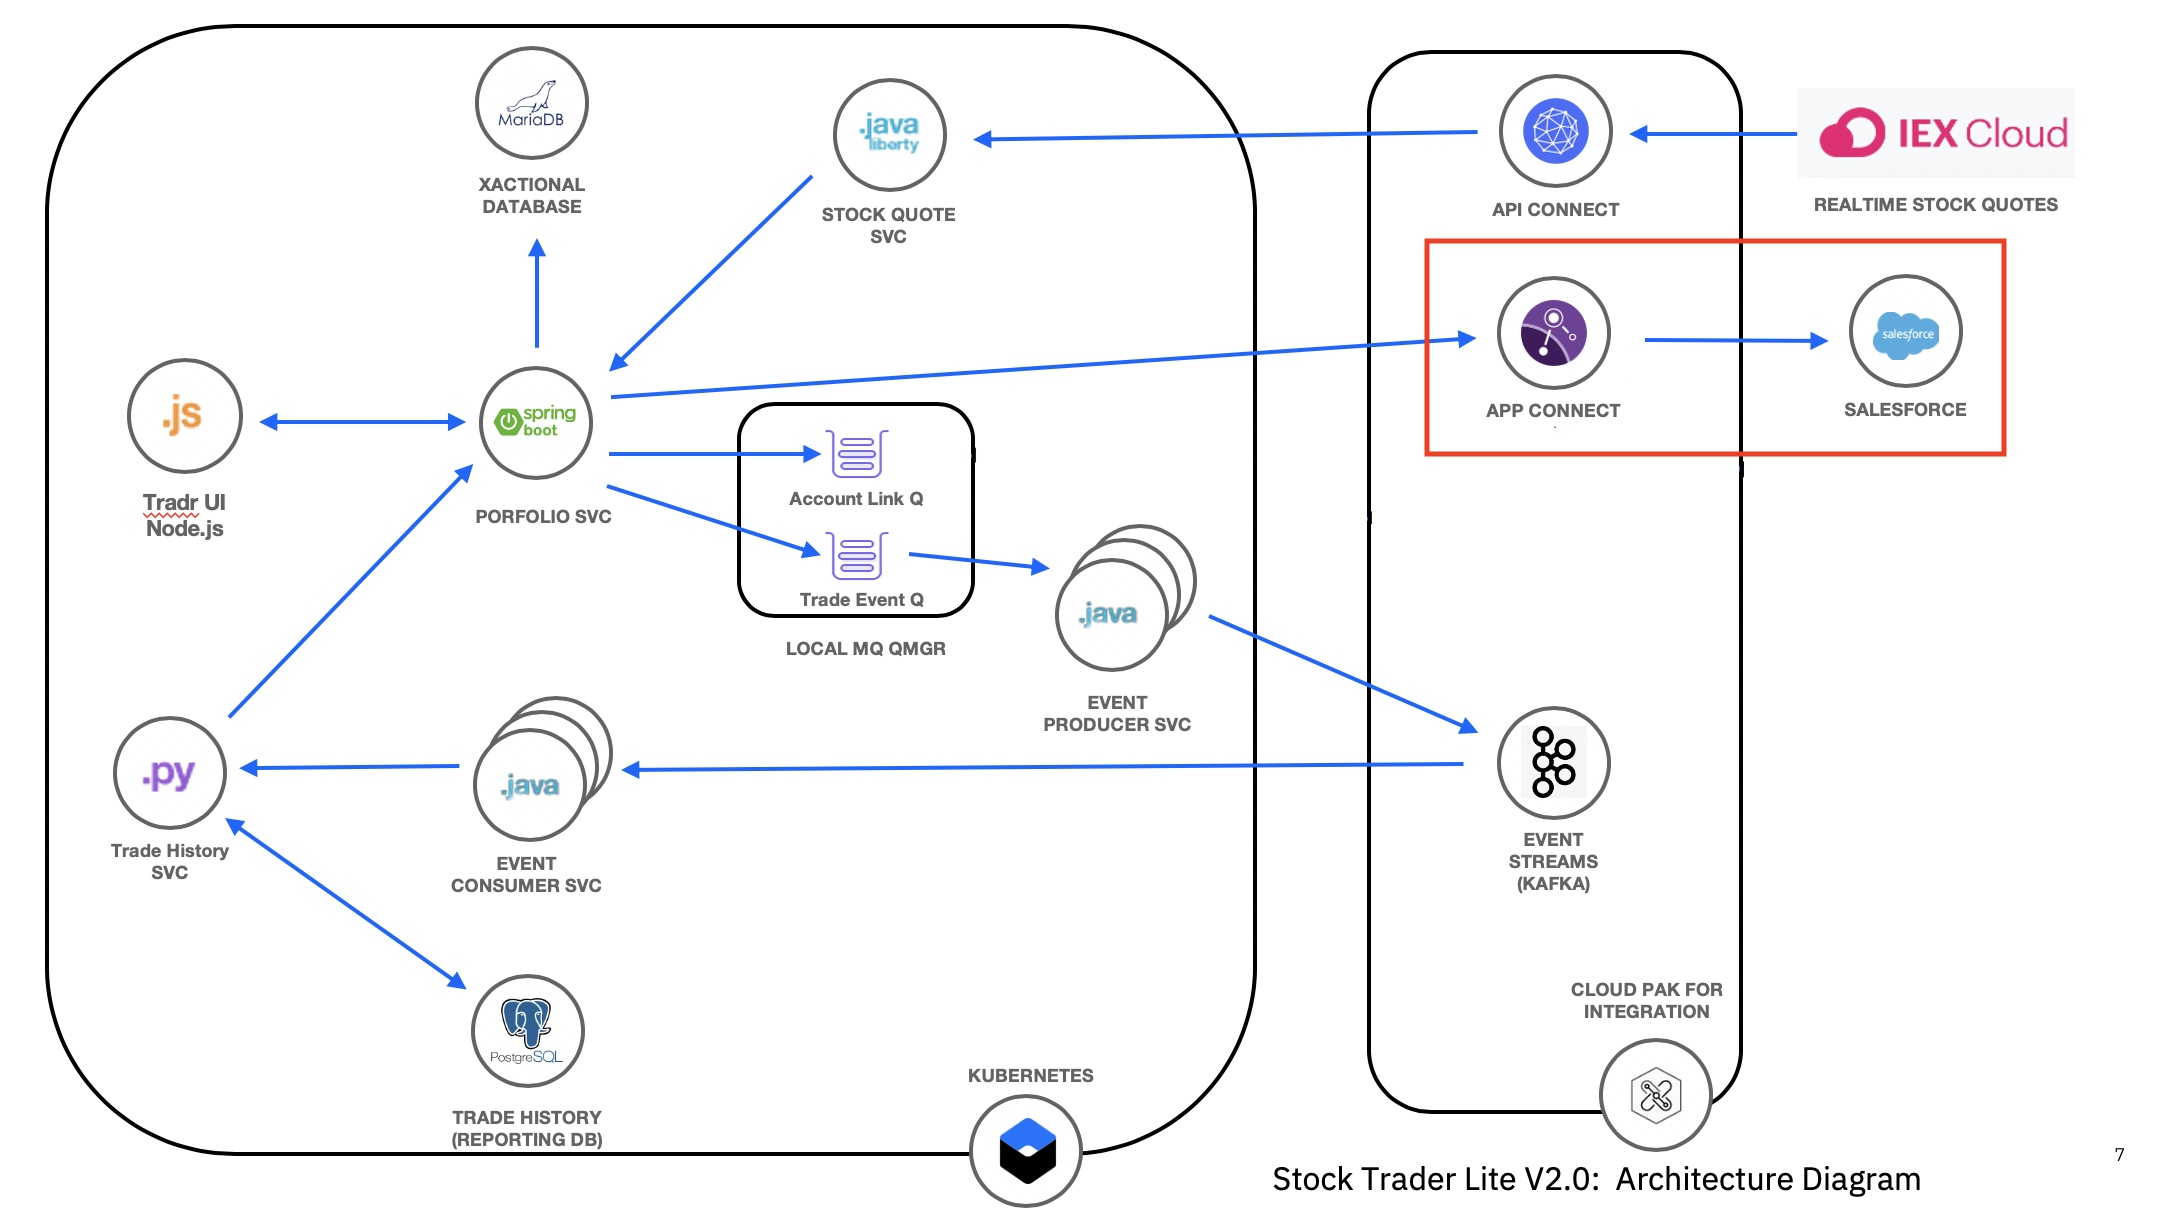 MariaDB
XACTIONAL
DATABASE
.java
liberty
STOCK QUOTE
SVC
API CONNECT
IEX Cloud
REALTIME STOCK QUOTES
.js
Tradr UI
Node.js
spring
boot
PORFOLIO SVC
Account Link Q
Trade Event Q
LOCAL MQ QMGR
APP CONNECT
salesforce
SALESFORCE
.java
EVENT
PRODUCER SVC
.py
Trade History
SVC
.java
EVENT
CONSUMER SVC
EVENT
STREAMS
(KAFKA)
PostgreSQL
TRADE HISTORY
(REPORTING DB)
KUBERNETES
CLOUD PAK FOR
INTEGRATION
7
Stock Trader Lite V2.0: Architecture Diagram